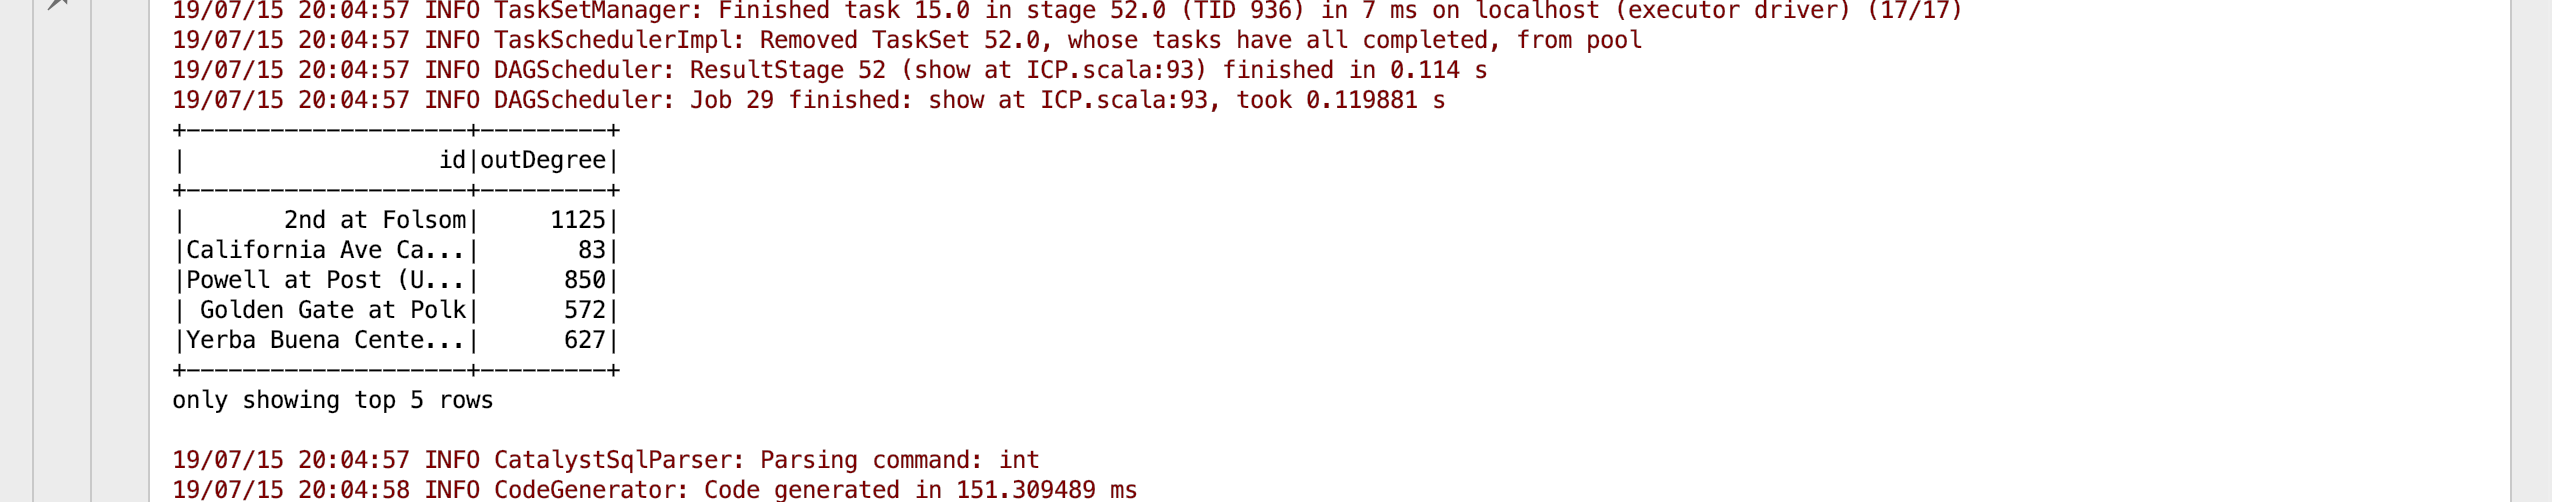 19/07/15 20:04:57 INFO TaskSetManager: Finished task 15.0 in stage 52.0 (TID 936) in 7 ms on localhost (executor driver) (17/17)
19/07/15 20:04:57 INFO TaskSchedulerImpl: Removed TaskSet 52.0, whose tasks have all completed, from pool
19/07/15 20:04:57 INFO DAGScheduler: ResultStage 52 (show at ICP.scala:93) finished in 0.114 s
19/07/15 20:04:57 INFO DAGScheduler: Job 29 finished: show at ICP.scala:93, took 0.119881 s
+--------------------+---------+
|                  id|outDegree|
+--------------------+---------+
|       2nd at Folsom|     1125|
|California Ave Ca...|       83|
|Powell at Post (U...|      850|
| Golden Gate at Polk|      572|
|Yerba Buena Cente...|      627|
+--------------------+---------+
only showing top 5 rows
19/07/15 20:04:57 INFO CatalystSqlParser: Parsing command: int
19/07/15 20:04:58 INFO CodeGenerator: Code generated in 151.309489 ms